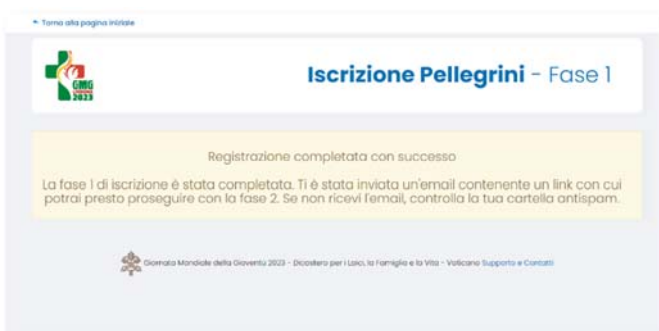 Torna alla pagina iniziale
GMG
LISBONA
2023
Iscrizione Pellegrini - Fase 1
Registrazione completata con successo
La fase 1 di iscrizione è stata completata. Ti è stata inviata un'email contenente un link con cui
potrai presto proseguire con la fase 2. Se non ricevi l'email, controlla la tua cartella antispam.
Giornata Mondiale della Gioventù 2023 - Dicastero per i Laici, la Famiglia e la Vita - Vaticano Supporto e Contatti